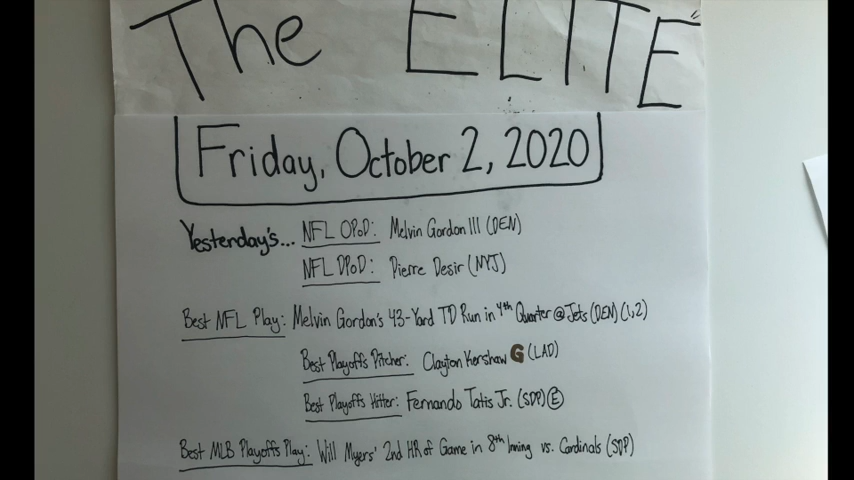 The ELITE
Friday, October 2, 2020
Yesterday's... NFL OPoD: Melvin Gordon III (DEN)
NFL DPoD: Pierre Desir (NYJ)
Best NFL Play: Melvin Gordon's 43-Yard TD Run in 4th Quarter @ Jets (DEN) (1,2)
Best Playoffs Pitcher: Clayton Kershaw G (LAD)
Best Playoffs Hitter: Fernando Tatis Jr. (SDP) E
Best MLB Playoffs Play: Will Myers' 2nd HR of Game in 8th Inning vs. Cardinals (SDP)